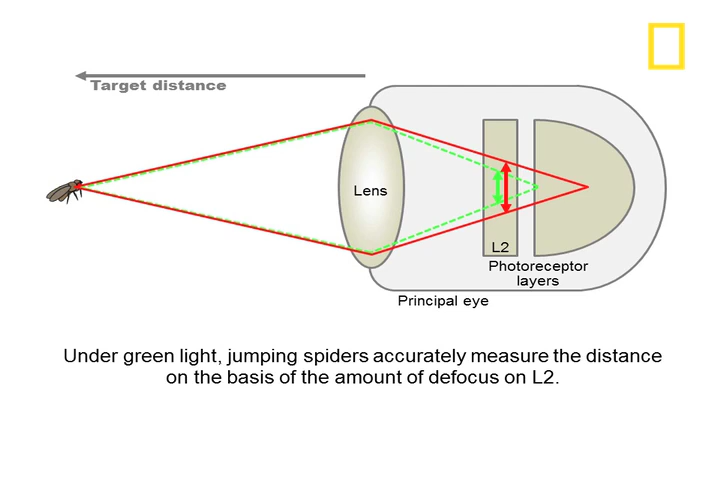 Target distance
Lens
L2
Photoreceptor
layers
Principal eye
Under green light, jumping spiders accurately measure the distance
on the basis of the amount of defocus on L2.